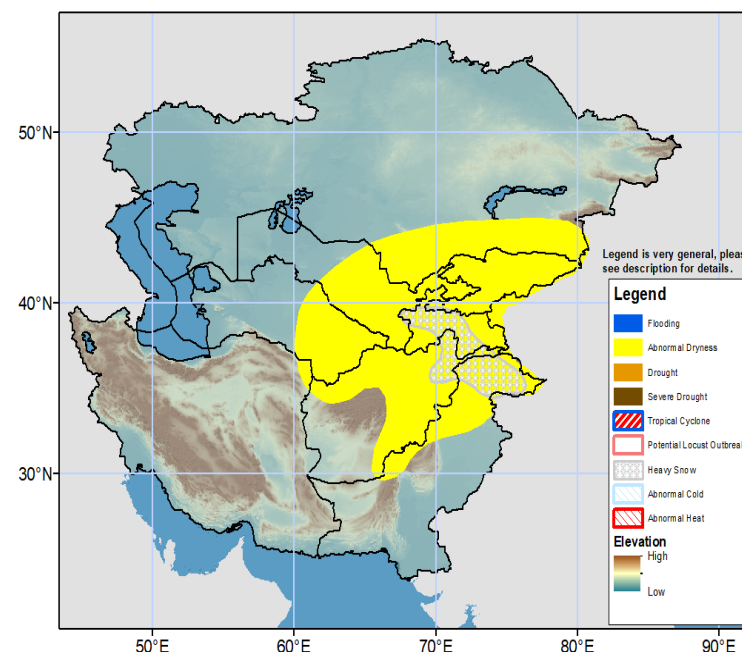 50°N
40°N
30°N
50°E
60°E
70°E
80°E
90°E
Legend is very general, pleas
see description for details.
Legend
Flooding
Abnormal Dryness
Drought
Severe Drought
Tropical Cyclone
Potential Locust Outbreak
Heavy Snow
Abnormal Cold
Abnormal Heat
Elevation
High
Low